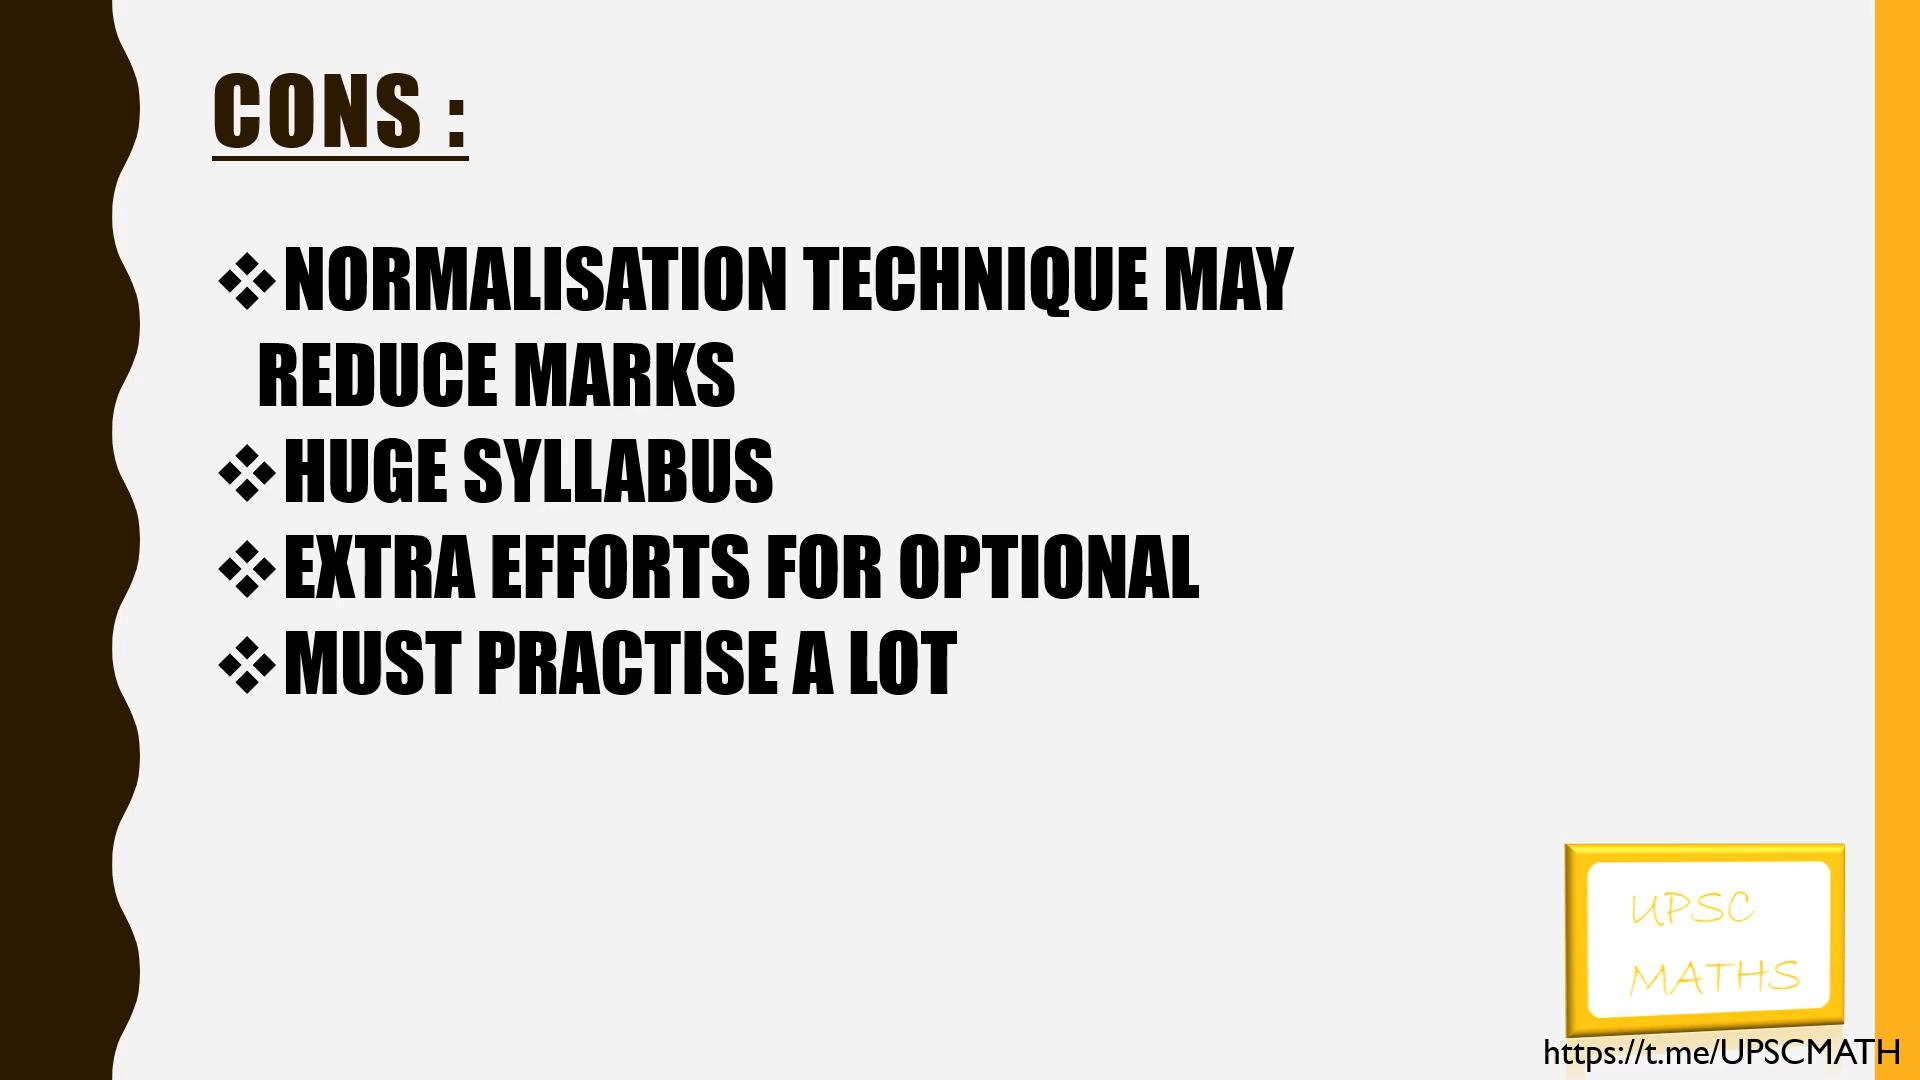 CONS :
❖NORMALISATION TECHNIQUE MAY
REDUCE MARKS
❖HUGE SYLLABUS
❖EXTRA EFFORTS FOR OPTIONAL
❖MUST PRACTISE A LOT
UPSC
MATHS
https://t.me/UPSCMATH